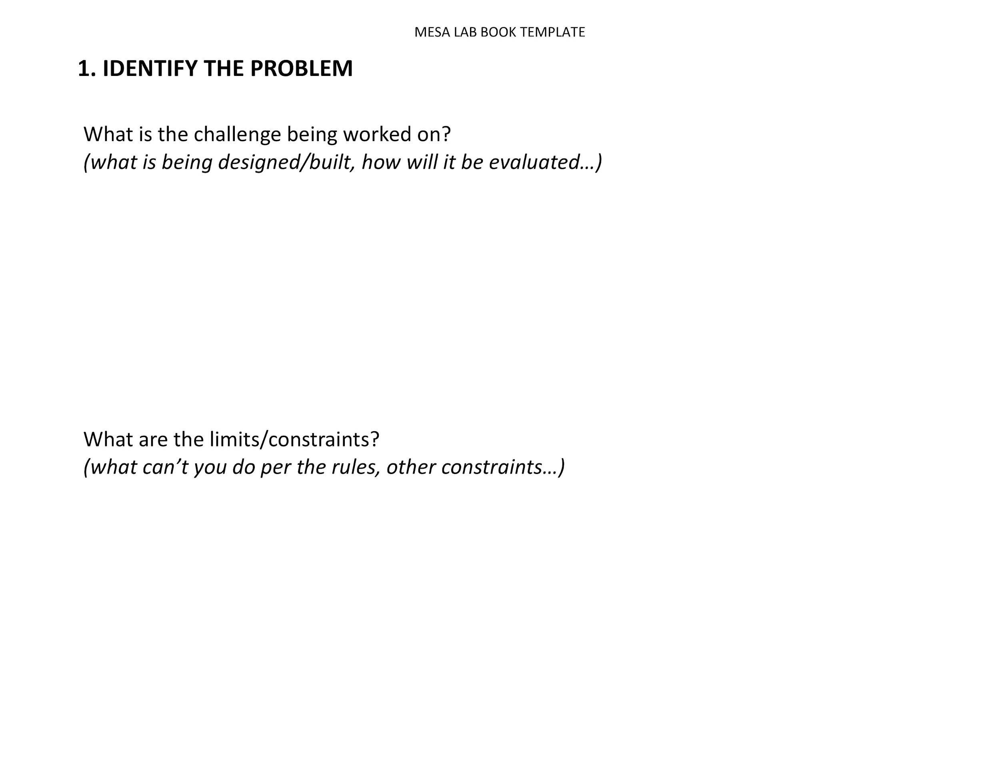 MESA LAB BOOK TEMPLATE
1. IDENTIFY THE PROBLEM
What is the challenge being worked on?
(what is being designed/built, how will it be evaluated…)
What are the limits/constraints?
(what can’t you do per the rules, other constraints…)